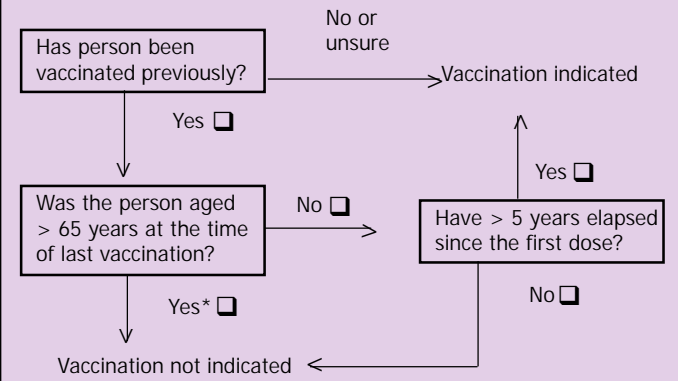 Has person been
vaccinated previously?
No or
unsure
Vaccination indicated
Yes ❑
Was the person aged
> 65 years at the time
of last vaccination?
No ❑
Have > 5 years elapsed
since the first dose?
Yes ❑
No ❑
Yes* ❑
Vaccination not indicated